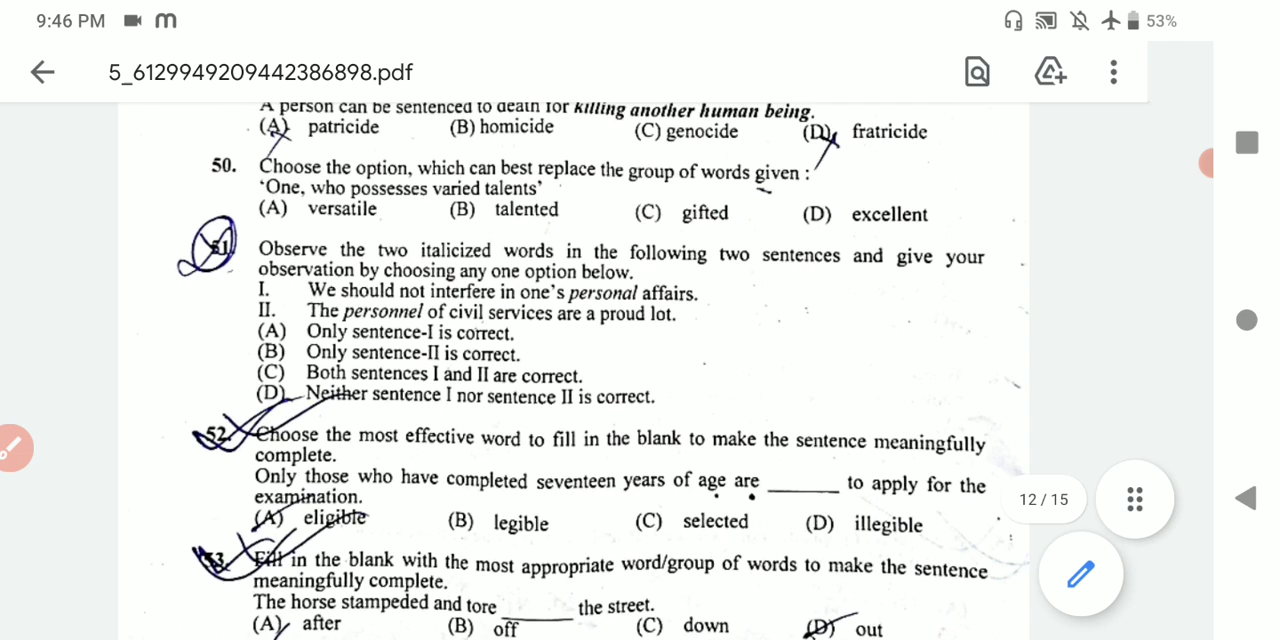 9:46 PM m 53%
5_6129949209442386898.pdf
A person can be sentenced to death for killing another human being.
(A) patricide (B) homicide (C) genocide (D) fratricide
50. Choose the option, which can best replace the group of words given :
‘One, who possesses varied talents’
(A) versatile (B) talented (C) gifted (D) excellent
51. Observe the two italicized words in the following two sentences and give your
observation by choosing any one option below.
I. We should not interfere in one’s personal affairs.
II. The personnel of civil services are a proud lot.
(A) Only sentence-I is correct.
(B) Only sentence-II is correct.
(C) Both sentences I and II are correct.
(D) Neither sentence I nor sentence II is correct.
52. Choose the most effective word to fill in the blank to make the sentence meaningfully
complete.
Only those who have completed seventeen years of age are ______ to apply for the
examination.
12 / 15
(A) eligible (B) legible (C) selected (D) illegible
53. Fill in the blank with the most appropriate word/group of words to make the sentence
meaningfully complete.
The horse stampeded and tore ______ the street.
(A) after (B) off (C) down (D) out